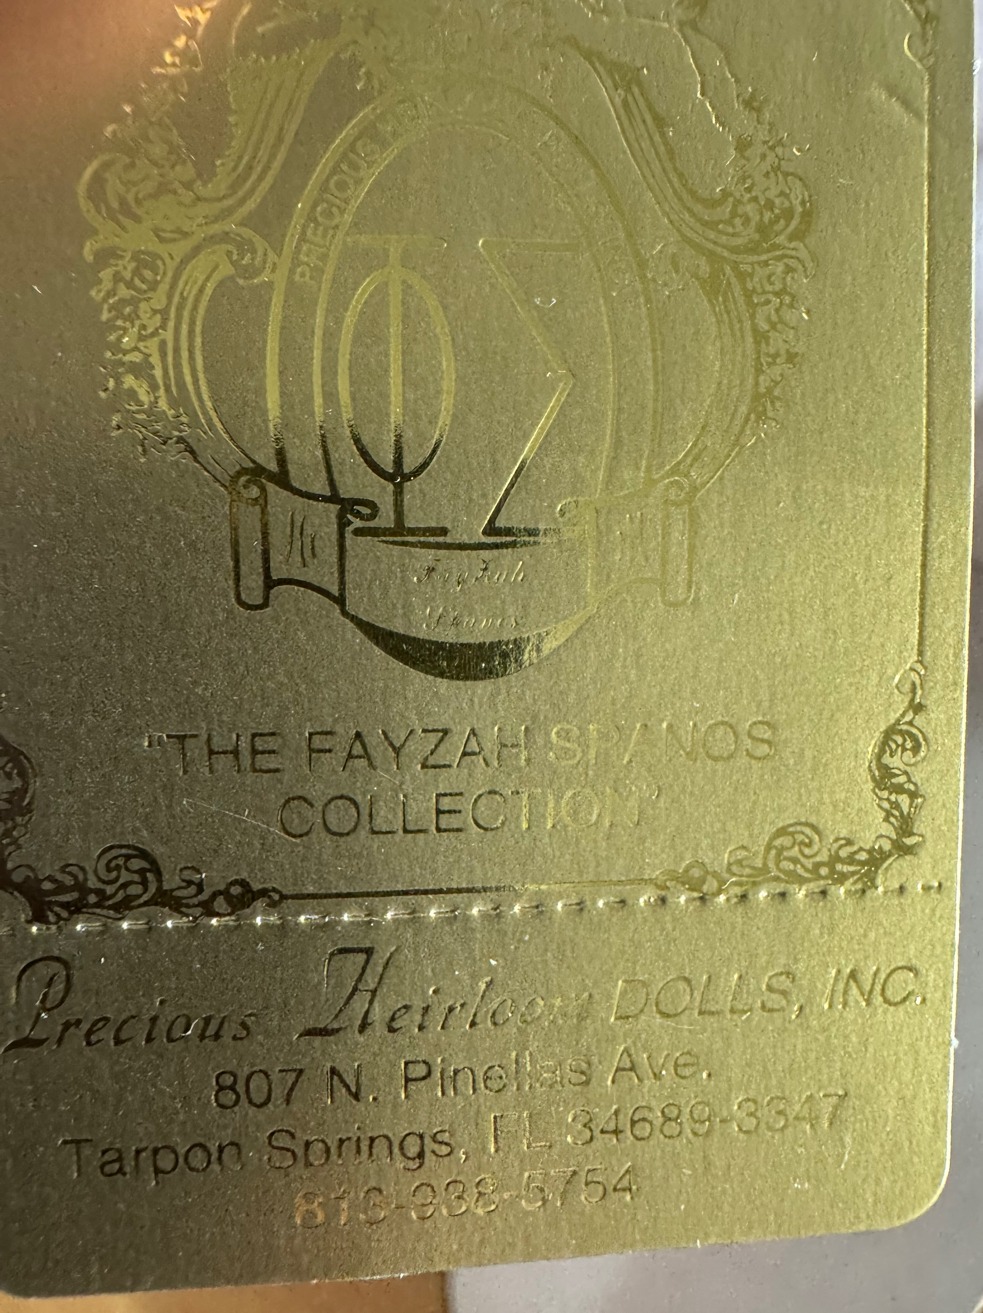 PRECIOUS
ΦΣ
Fayzah
Spanos
"THE FAYZAH SPANOS
COLLECTION"
Precious Heirloom DOLLS, INC.
807 N. Pinellas Ave.
Tarpon Springs, FL 34689-3347
813-938-5754